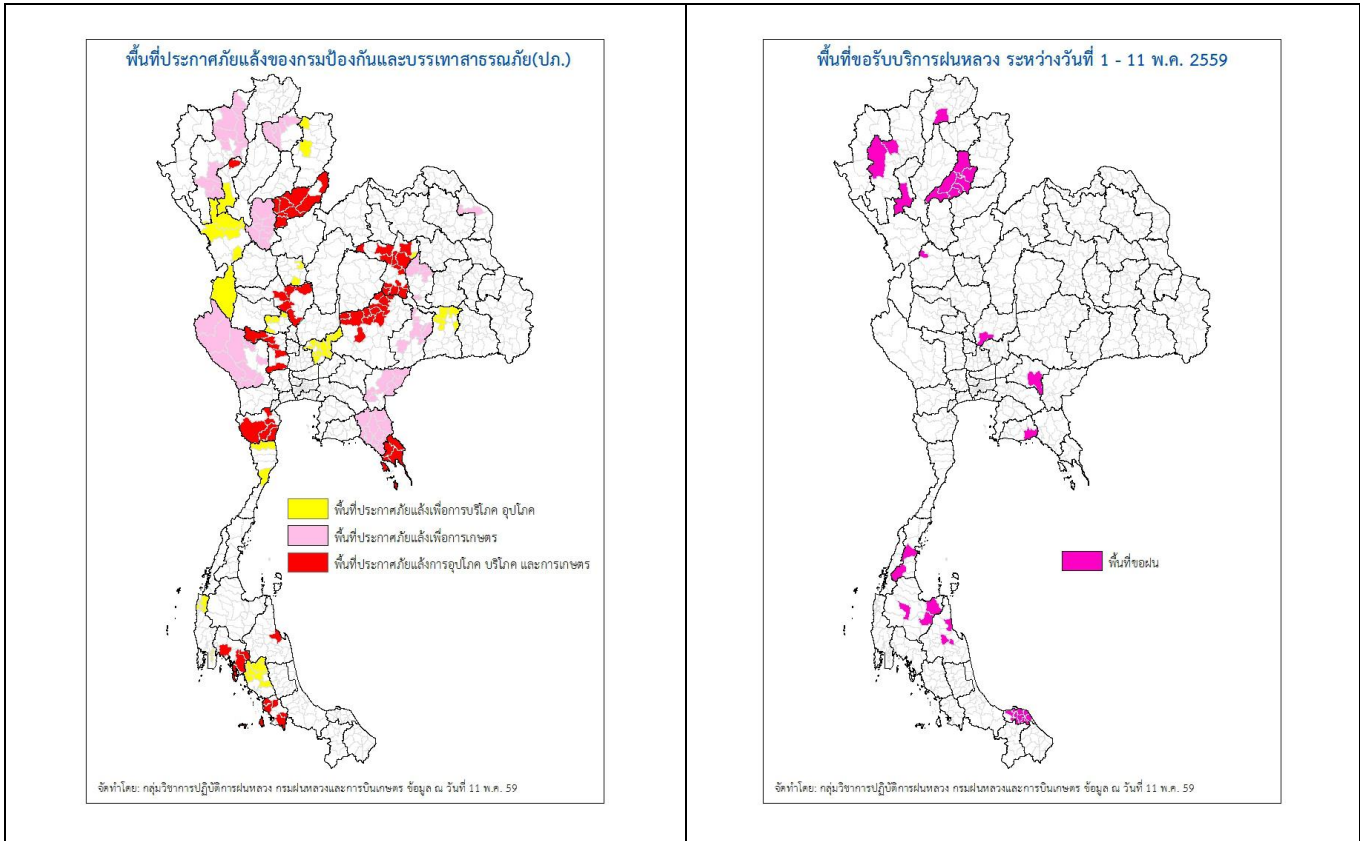 พื้นที่ประกาศภัยแล้งของกรมป้องกันและบรรเทาสาธรณภัย(ปภ.)
พื้นที่ประกาศภัยแล้งเพื่อการบริโภค อุปโภค
พื้นที่ประกาศภัยแล้งเพื่อการเกษตร
พื้นที่ประกาศภัยแล้งการอุปโภค บริโภค และการเกษตร
จัดทำโดย: กลุ่มวิชาการปฏิบัติการฝนหลวง กรมฝนหลวงและการบินเกษตร ข้อมูล ณ วันที่ 11 พ.ค. 59
พื้นที่ขอรับบริการฝนหลวง ระหว่างวันที่ 1 - 11 พ.ค. 2559
พื้นที่ขอฝน
จัดทำโดย: กลุ่มวิชาการปฏิบัติการฝนหลวง กรมฝนหลวงและการบินเกษตร ข้อมูล ณ วันที่ 11 พ.ค. 59